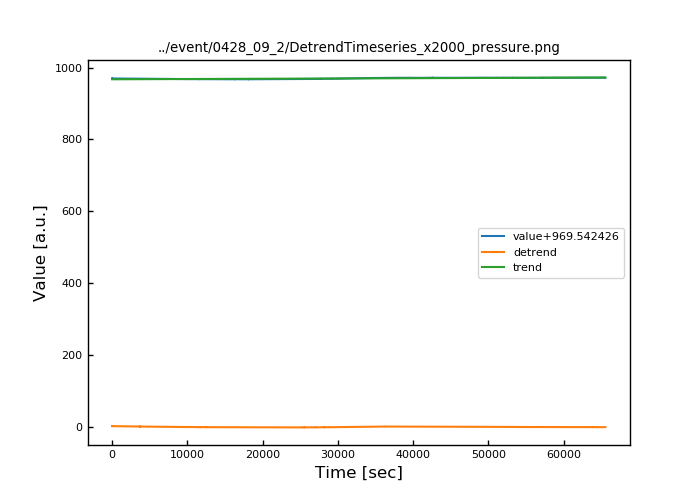 ../event/0428_09_2/DetrendTimeseries_x2000_pressure.png
1000
800
600
400
200
0
Value [a.u.]
value+969.542426
detrend
trend
0 10000 20000 30000 40000 50000 60000
Time [sec]